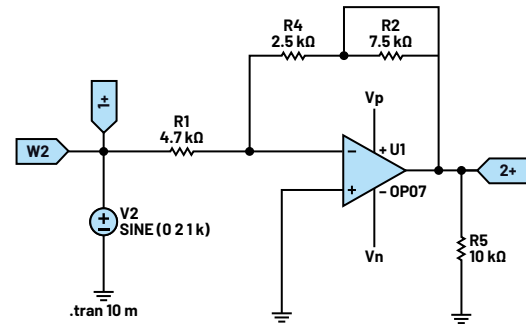 R4
2.5 kΩ
R2
7.5 kΩ
1+
R1
4.7 kΩ
Vp
W2
+ U1
2+
− OP07
V2
SINE (0 2 1 k)
R5
10 kΩ
Vn
.tran 10 m